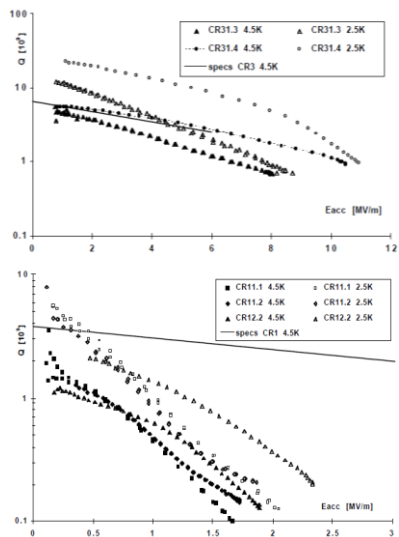 100
10
1
0.1
Q [10⁸]
CR31.3 4.5K
CR31.3 2.5K
CR31.4 4.5K
CR31.4 2.5K
specs CR3 4.5K
Eacc [MV/m]
0 2 4 6 8 10 12
10
1
0.1
Q [10⁸]
CR11.1 4.5K
CR11.1 2.5K
CR11.2 4.5K
CR11.2 2.5K
CR12.2 4.5K
CR12.2 2.5K
specs CR1 4.5K
Eacc [MV/m]
0 0.5 1 1.5 2 2.5 3